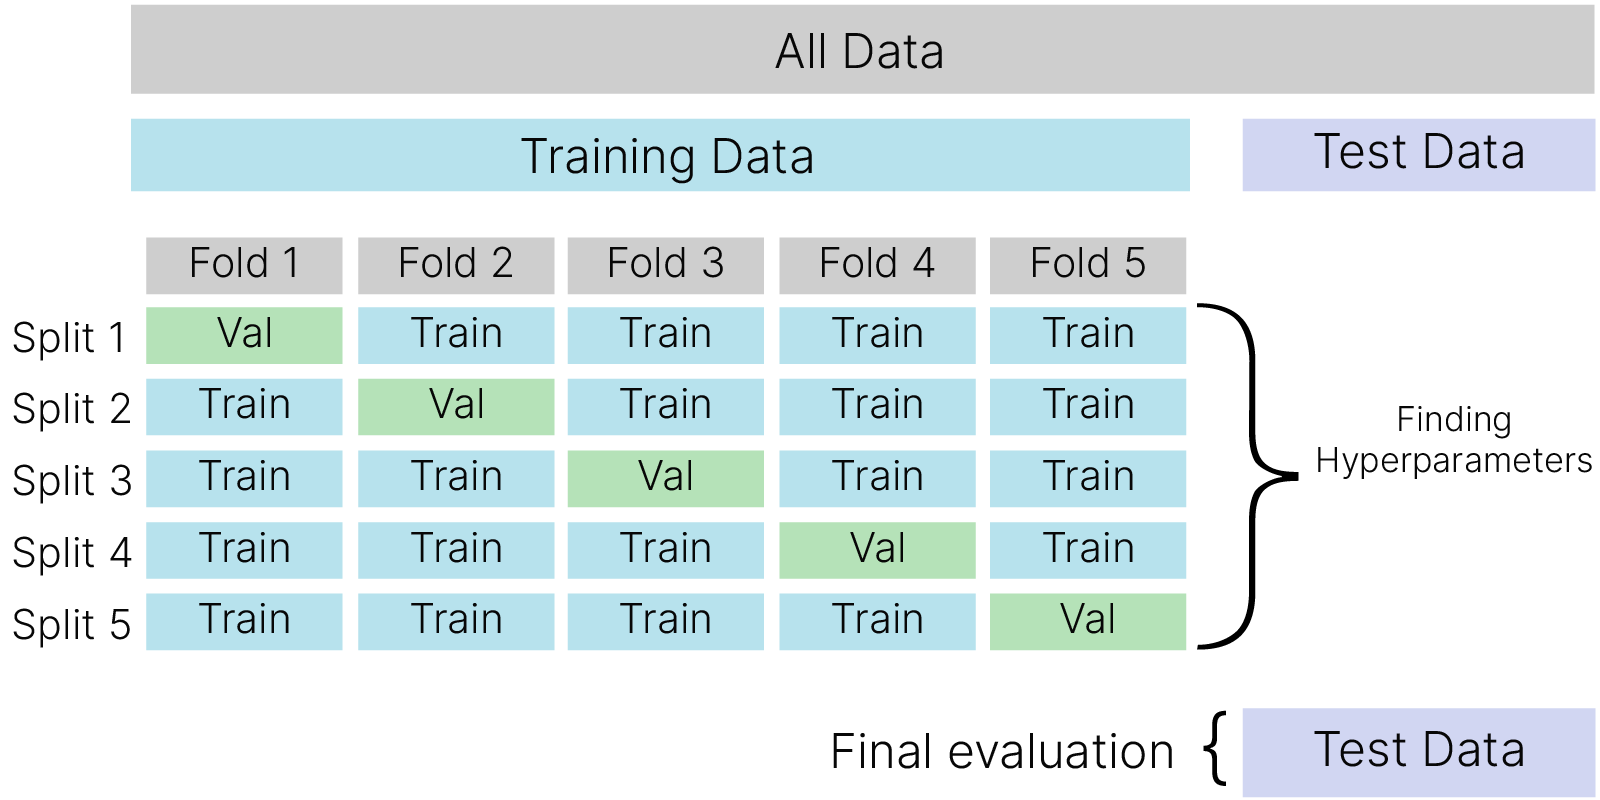 All Data
Training Data Test Data
Fold 1 Fold 2 Fold 3 Fold 4 Fold 5
Split 1 Val Train Train Train Train
Split 2 Train Val Train Train Train
Split 3 Train Train Val Train Train
Split 4 Train Train Train Val Train
Split 5 Train Train Train Train Val
Finding
Hyperparameters
Final evaluation Test Data